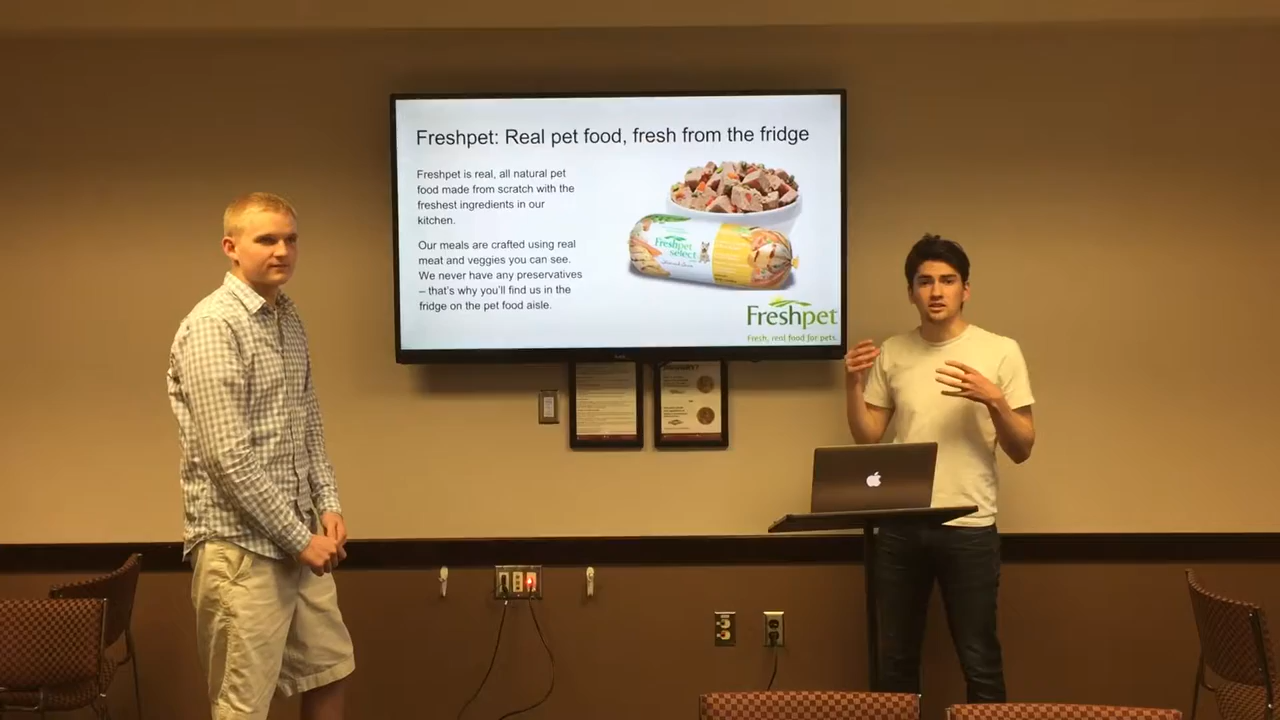 Freshpet: Real pet food, fresh from the fridge
Freshpet is real, all natural pet
food made from scratch with the
freshest ingredients in our
kitchen.
Our meals are crafted using real
meat and veggies you can see.
We never have any preservatives
– that's why you'll find us in the
fridge on the pet food aisle.
Freshpet
select
Freshpet
Fresh, real food for pets.